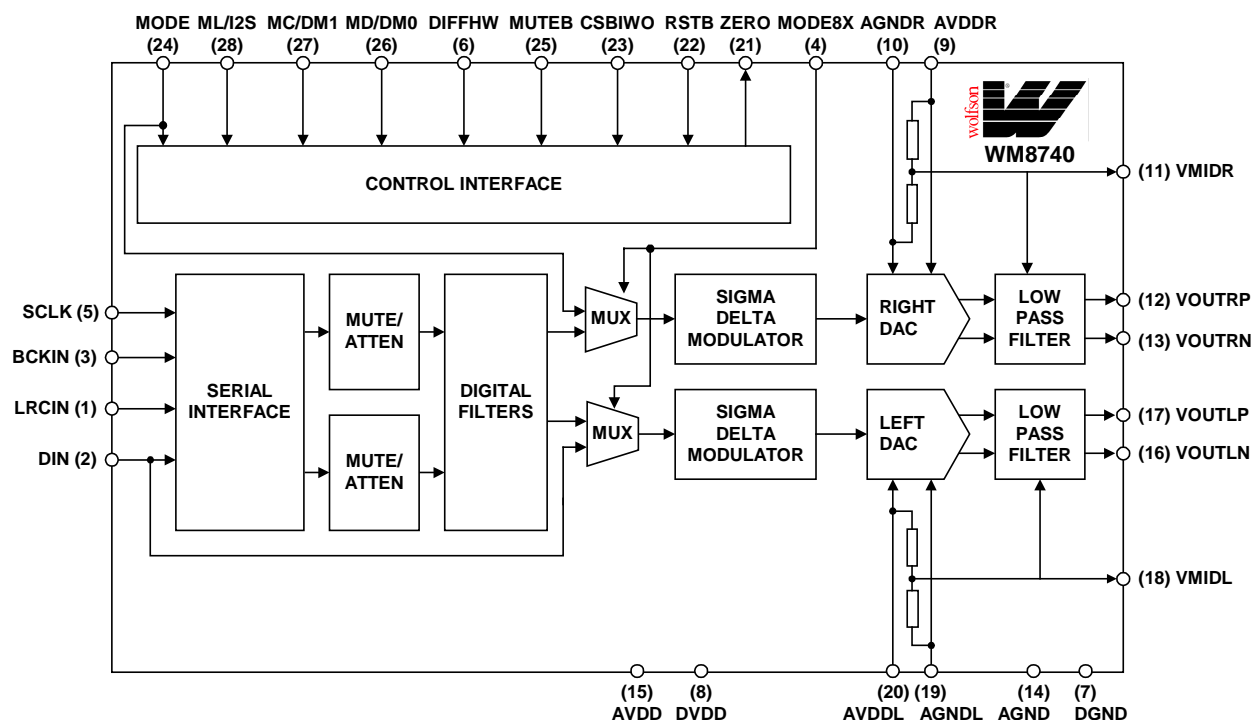 MODE ML/I2S MC/DM1 MD/DM0 DIFFHW MUTEB CSBIWO RSTB ZERO MODE8X AGNDR AVDDR
(24) (28) (27) (26) (6) (25) (23) (22) (21) (4) (10) (9)
wolfson
WM8740
CONTROL INTERFACE
(11) VMIDR
SCLK (5)
BCKIN (3)
LRCIN (1)
DIN (2)
SERIAL
INTERFACE
MUTE/
ATTEN
MUTE/
ATTEN
DIGITAL
FILTERS
MUX
MUX
SIGMA
DELTA
MODULATOR
SIGMA
DELTA
MODULATOR
RIGHT
DAC
LEFT
DAC
LOW
PASS
FILTER
LOW
PASS
FILTER
(12) VOUTRP
(13) VOUTRN
(17) VOUTLP
(16) VOUTLN
(18) VMIDL
(15) (8) (20) (19) (14) (7)
AVDD DVDD AVDDL AGNDL AGND DGND